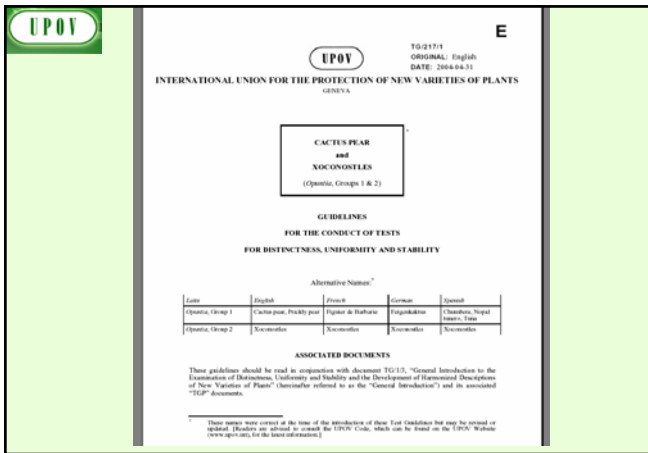 UPOV
E
UPOV
TG/217/1
ORIGINAL: English
DATE: 2004-04-31
INTERNATIONAL UNION FOR THE PROTECTION OF NEW VARIETIES OF PLANTS
GENEVA
*
CACTUS PEAR
and
XOCONOSTLES
(Opuntia, Groups 1 & 2)
GUIDELINES
FOR THE CONDUCT OF TESTS
FOR DISTINCTNESS, UNIFORMITY AND STABILITY
Alternative Names:*
Latin English French German Spanish
Opuntia, Group 1 Cactus pear, Prickly pear Figuier de Barbarie Feigenkaktus Chumbera, Nopal tunero, Tuna
Opuntia, Group 2 Xoconostles Xoconostles Xoconostles Xoconostles
ASSOCIATED DOCUMENTS
These guidelines should be read in conjunction with document TG/1/3, "General Introduction to the
Examination of Distinctness, Uniformity and Stability and the Development of Harmonized Descriptions
of New Varieties of Plants" (hereinafter referred to as the "General Introduction") and its associated
"TGP" documents.
* These names were correct at the time of the introduction of these Test Guidelines but may be revised or
updated. [Readers are advised to consult the UPOV Code, which can be found on the UPOV Website
(www.upov.int), for the latest information.]